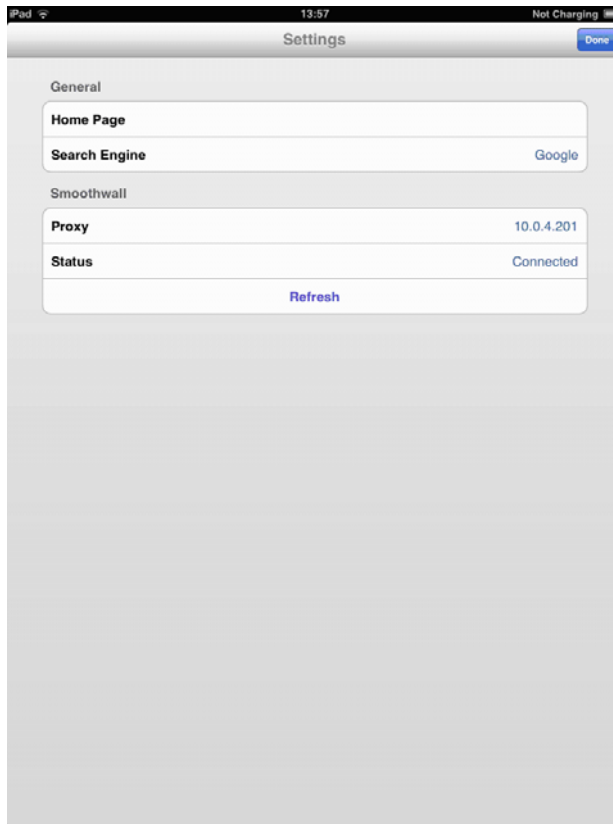 iPad 13:57 Not Charging
Settings Done
General
Home Page
Search Engine Google
Smoothwall
Proxy 10.0.4.201
Status Connected
Refresh